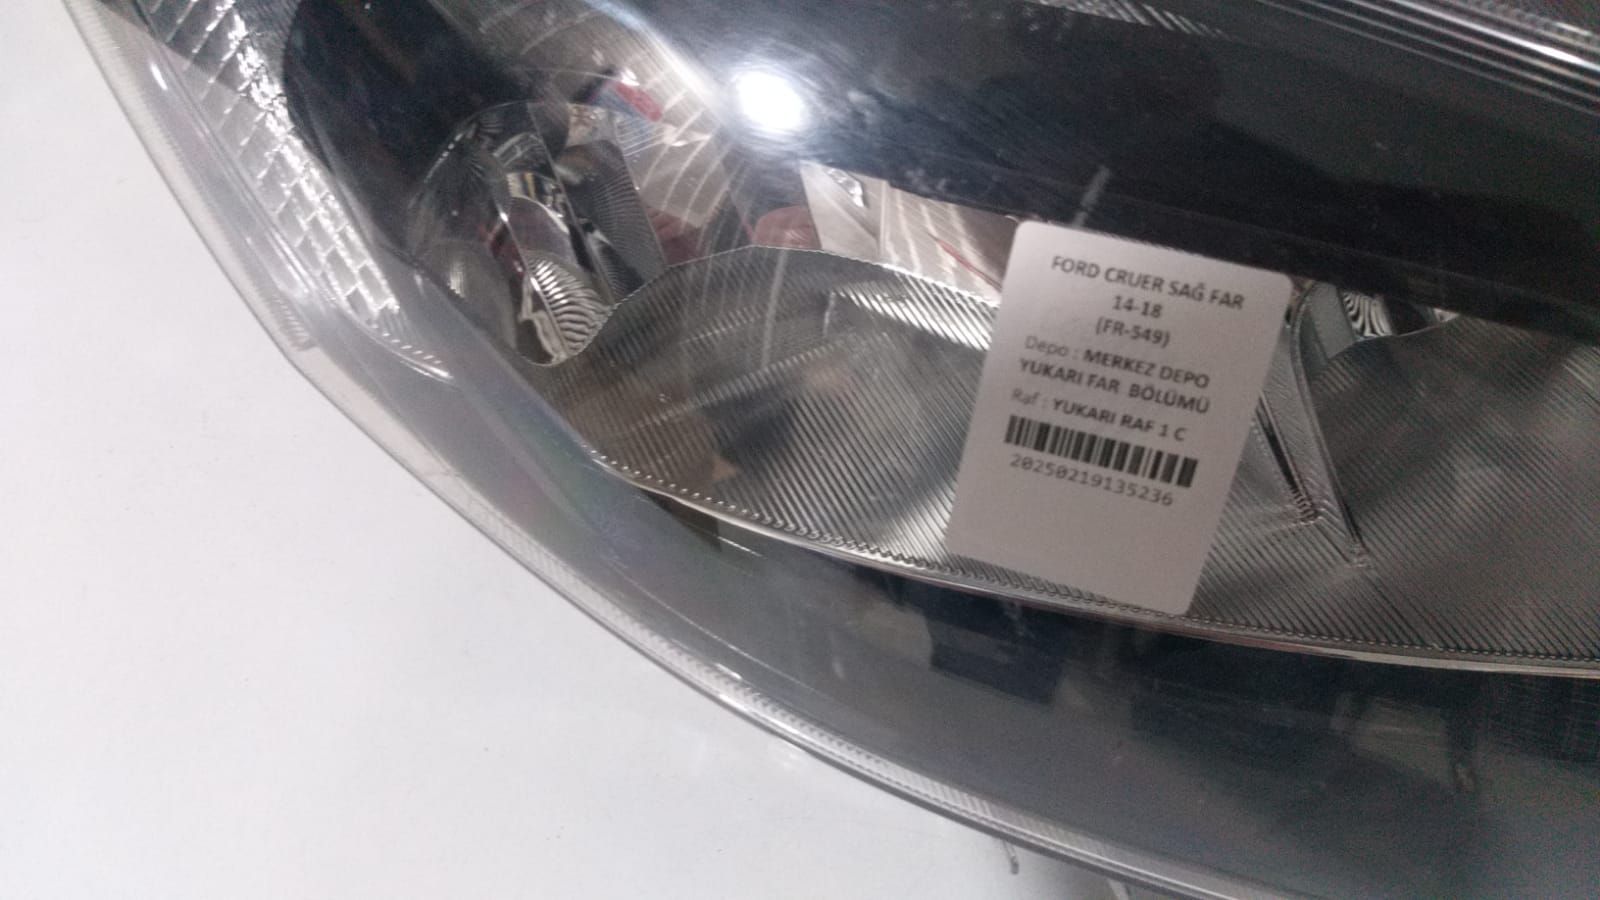 FORD CRUER SAĞ FAR
14-18
(FR-549)
Depo : MERKEZ DEPO
YUKARI FAR BÖLÜMÜ
Raf : YUKARI RAF 1 C
20250219135236